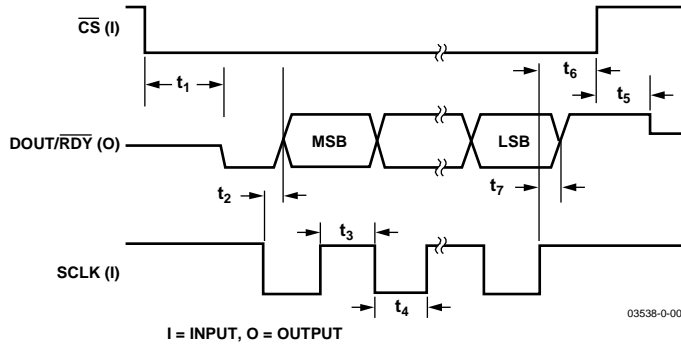 CS (I)
t1
t6
t5
DOUT/RDY (O)
MSB
LSB
t2
t7
t3
SCLK (I)
t4
03538-0-00
I = INPUT, O = OUTPUT